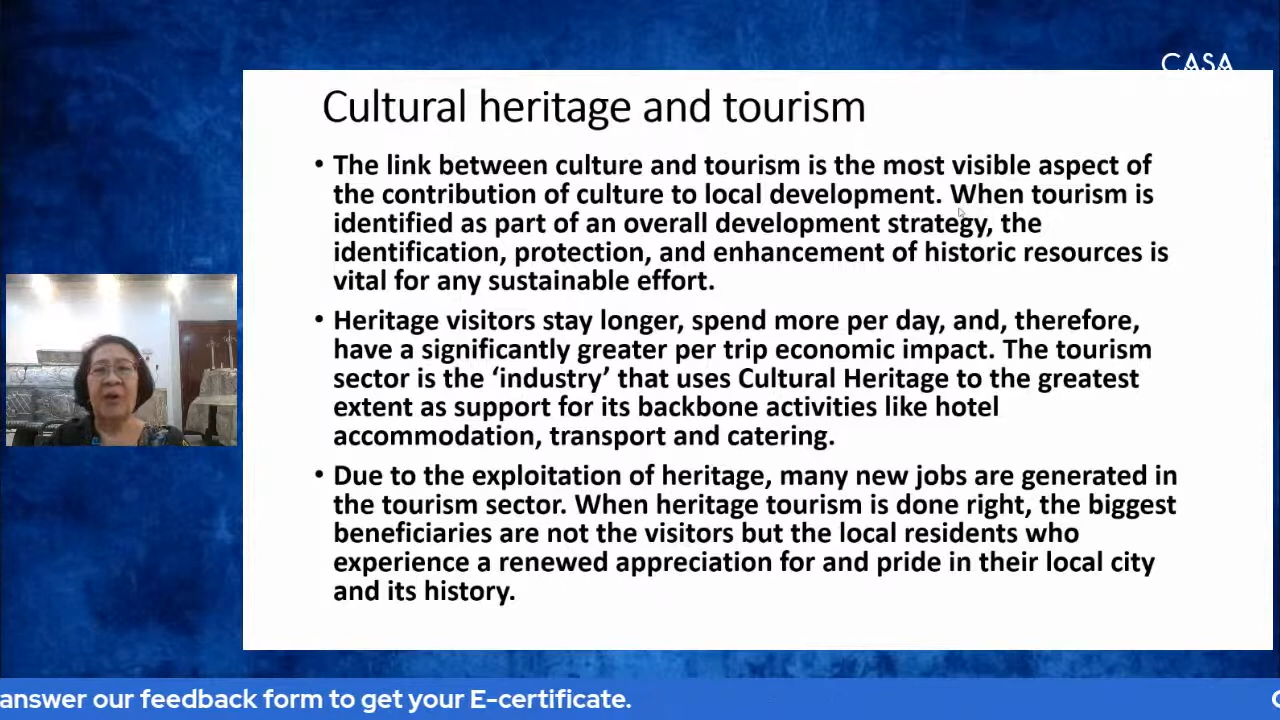 CASA
Cultural heritage and tourism
• The link between culture and tourism is the most visible aspect of
the contribution of culture to local development. When tourism is
identified as part of an overall development strategy, the
identification, protection, and enhancement of historic resources is
vital for any sustainable effort.
• Heritage visitors stay longer, spend more per day, and, therefore,
have a significantly greater per trip economic impact. The tourism
sector is the ‘industry’ that uses Cultural Heritage to the greatest
extent as support for its backbone activities like hotel
accommodation, transport and catering.
• Due to the exploitation of heritage, many new jobs are generated in
the tourism sector. When heritage tourism is done right, the biggest
beneficiaries are not the visitors but the local residents who
experience a renewed appreciation for and pride in their local city
and its history.
answer our feedback form to get your E-certificate.